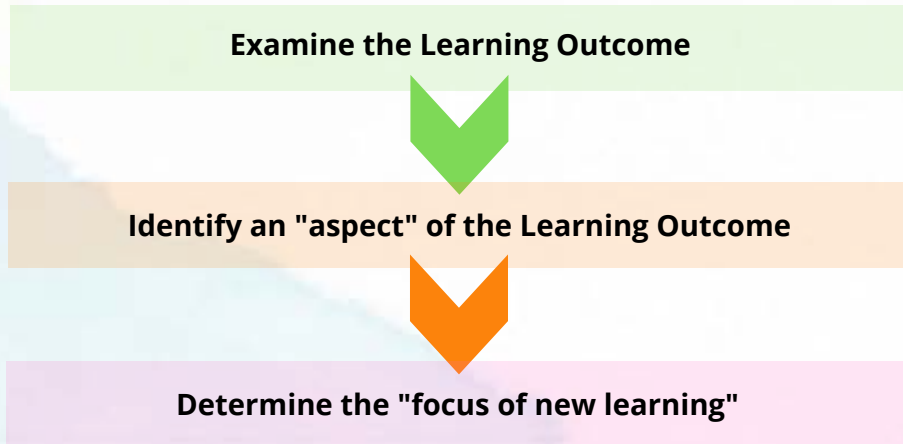 Examine the Learning Outcome
Identify an "aspect" of the Learning Outcome
Determine the "focus of new learning"